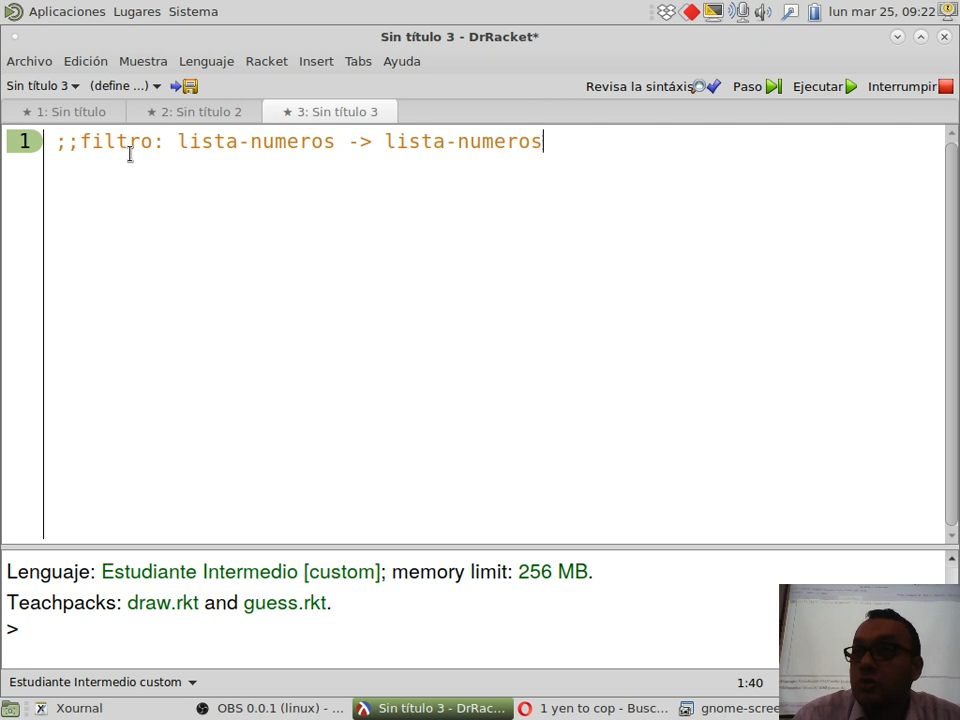 Aplicaciones Lugares Sistema lun mar 25, 09:22
Sin título 3 - DrRacket*
Archivo Edición Muestra Lenguaje Racket Insert Tabs Ayuda
Sin título 3 (define ...) Revisa la sintáxis Paso Ejecutar Interrumpir
1: Sin título 2: Sin título 2 3: Sin título 3
1 ;;filtro: lista-numeros -> lista-numeros
Lenguaje: Estudiante Intermedio [custom]; memory limit: 256 MB.
Teachpacks: draw.rkt and guess.rkt.
>
Estudiante Intermedio custom 1:40
Xournal OBS 0.0.1 (linux) - ... Sin título 3 - DrRac... 1 yen to cop - Busc... gnome-scree